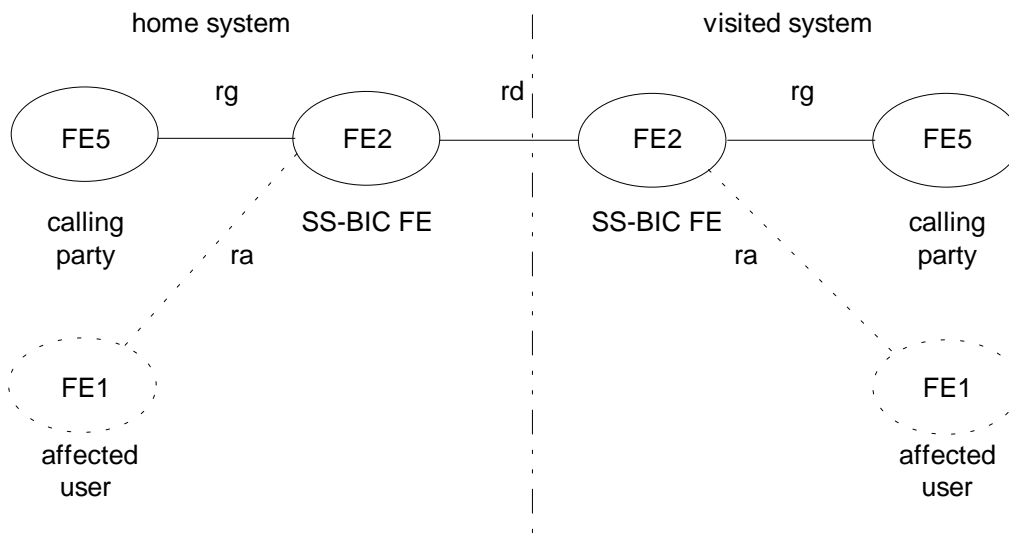 home system
visited system
rg
rd
rg
FE5
FE2
FE2
FE5
calling
party
SS-BIC FE
SS-BIC FE
calling
party
ra
ra
FE1
FE1
affected
user
affected
user